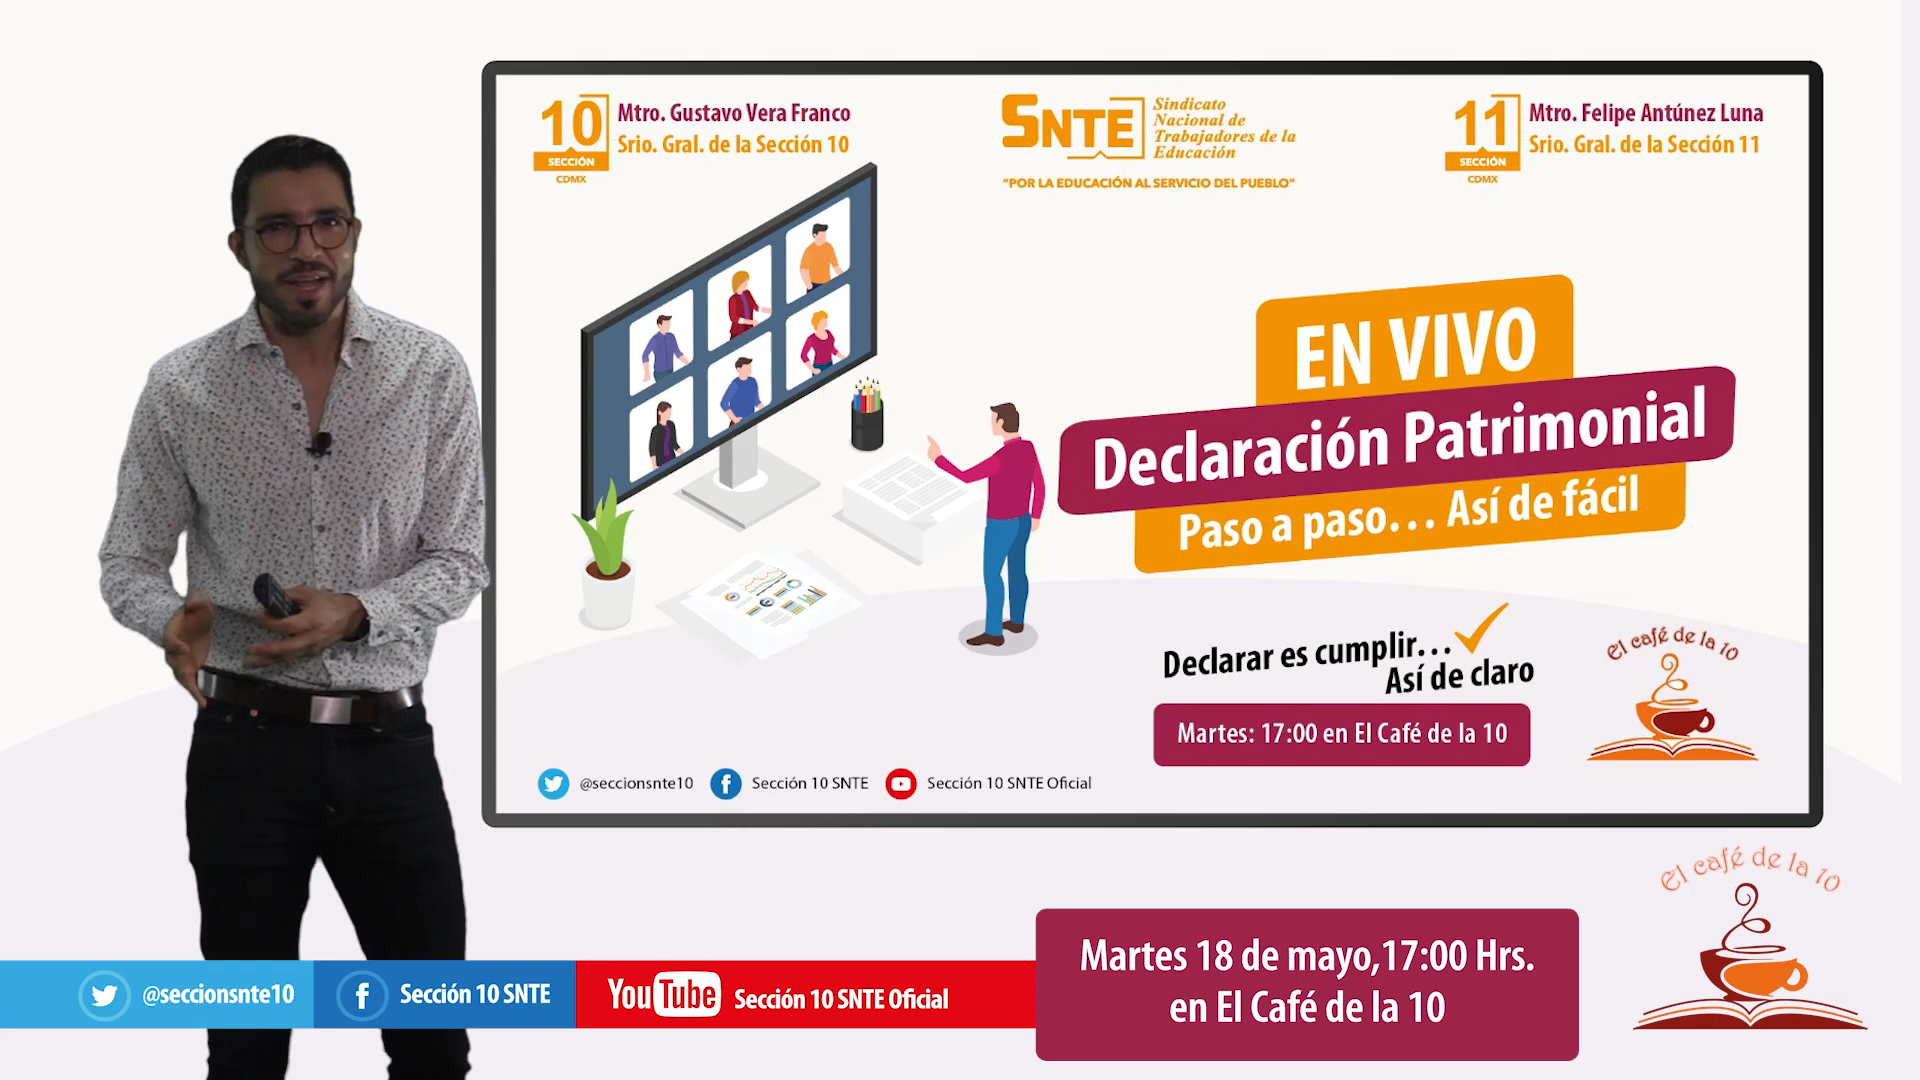 10
SECCIÓN
CDMX
Mtro. Gustavo Vera Franco
Srio. Gral. de la Sección 10
SNTE
Sindicato
Nacional de
Trabajadores de la
Educación
“POR LA EDUCACIÓN AL SERVICIO DEL PUEBLO”
11
SECCIÓN
CDMX
Mtro. Felipe Antúnez Luna
Srio. Gral. de la Sección 11
EN VIVO
Declaración Patrimonial
Paso a paso... Así de fácil
Declarar es cumplir...
Así de claro
Martes: 17:00 en El Café de la 10
El café de la 10
@seccionsnte10
Sección 10 SNTE
Sección 10 SNTE Oficial
@seccionsnte10
Sección 10 SNTE
YouTube
Sección 10 SNTE Oficial
Martes 18 de mayo,17:00 Hrs.
en El Café de la 10
El café de la 10